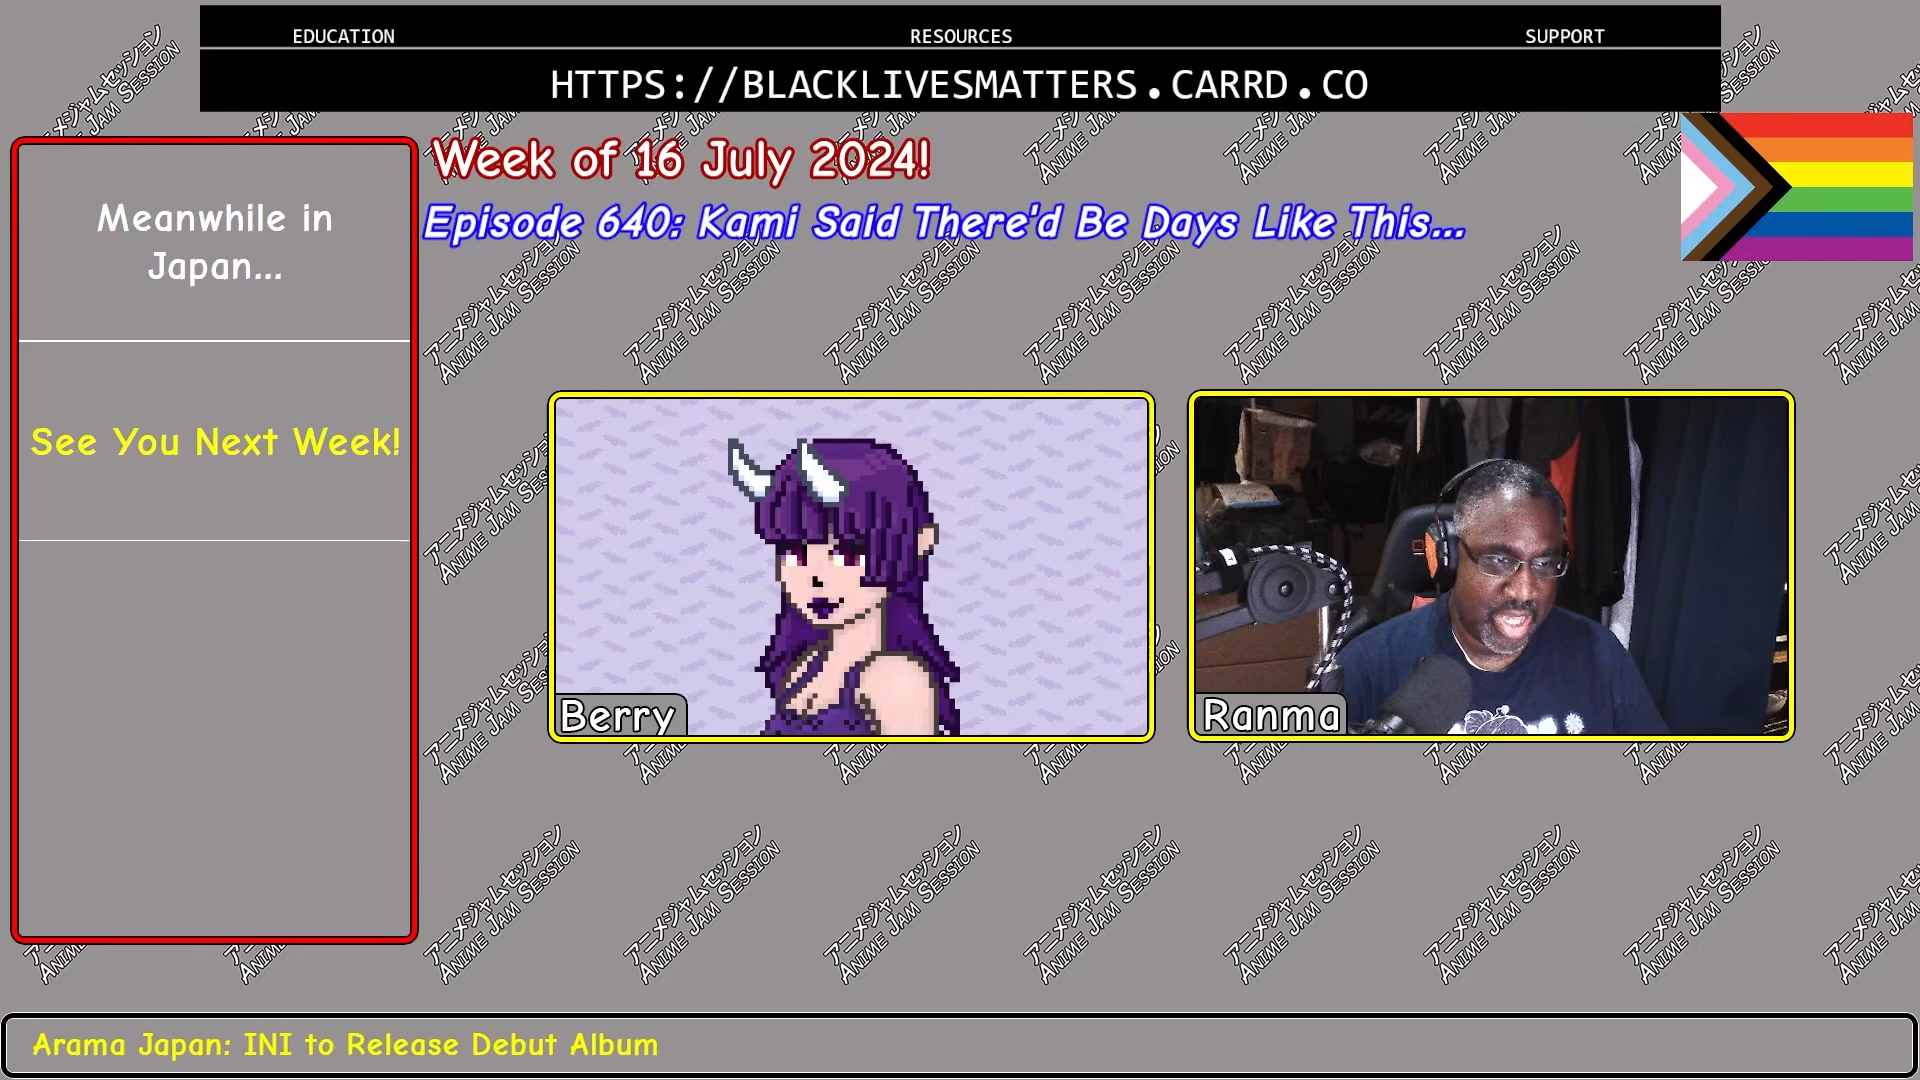 EDUCATION
RESOURCES
SUPPORT
HTTPS://BLACKLIVESMATTERS.CARRD.CO
Week of 16 July 2024!
Episode 640: Kami Said There'd Be Days Like This...
Meanwhile in
Japan...
See You Next Week!
Berry
Ranma
アニメジャムセッション
ANIME JAM SESSION
Arama Japan: INI to Release Debut Album